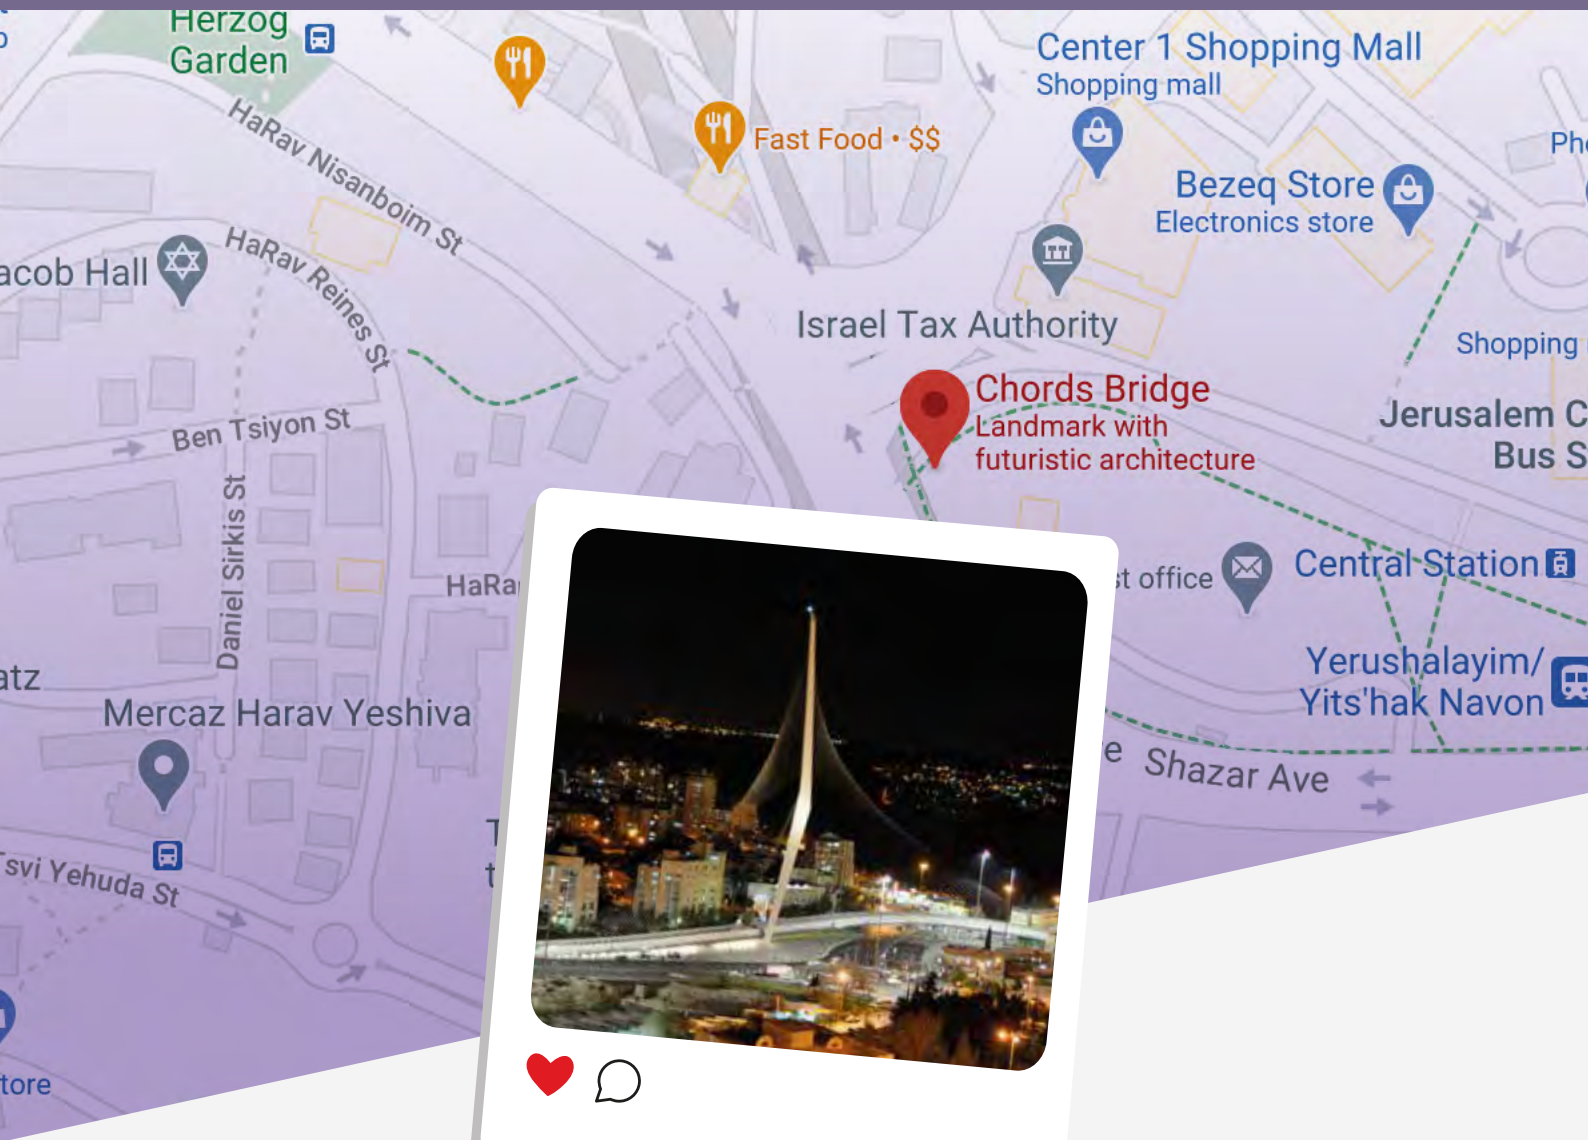 Herzog
Garden
Center 1 Shopping Mall
Shopping mall
Fast Food • $$
HaRav Nisanboim St
Bezeq Store
Electronics store
HaRav Reines St
acob Hall
Israel Tax Authority
Shopping
Chords Bridge
Landmark with
futuristic architecture
Jerusalem C
Bus S
Ben Tsiyon St
Daniel Sirkis St
HaRa
st office
Central Station
Yerushalayim/
Yits'hak Navon
atz
Mercaz Harav Yeshiva
e Shazar Ave
Tsvi Yehuda St
tore